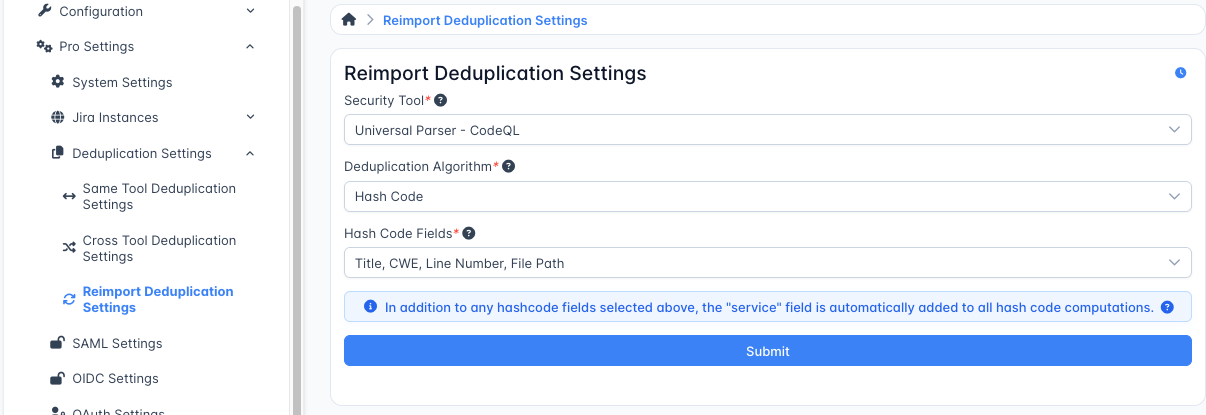 Configuration
Pro Settings
System Settings
Jira Instances
Deduplication Settings
Same Tool Deduplication
Settings
Cross Tool Deduplication
Settings
Reimport Deduplication
Settings
SAML Settings
OIDC Settings
OAuth Settings
Reimport Deduplication Settings
Reimport Deduplication Settings
Security Tool*
Universal Parser - CodeQL
Deduplication Algorithm*
Hash Code
Hash Code Fields*
Title, CWE, Line Number, File Path
In addition to any hashcode fields selected above, the "service" field is automatically added to all hash code computations.
Submit